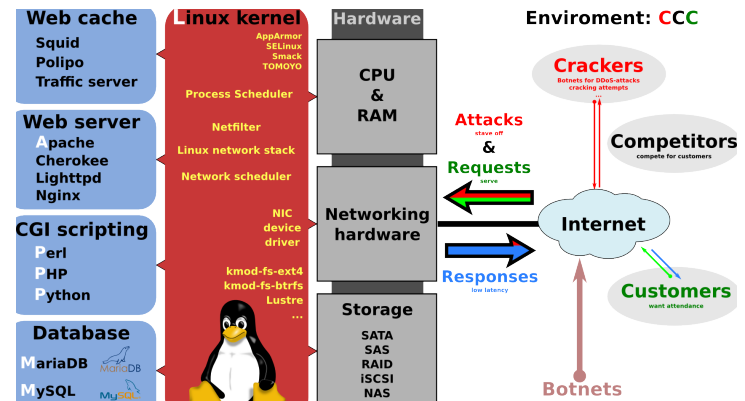 Web cache
Squid
Polipo
Traffic server
Web server
Apache
Cherokee
Lighttpd
Nginx
CGI scripting
Perl
PHP
Python
Database
MariaDB
MariaDB
MySQL
MySQL
Linux kernel
AppArmor
SELinux
Smack
TOMOYO
Process Scheduler
Netfilter
Linux network stack
Network scheduler
NIC
device
driver
kmod-fs-ext4
kmod-fs-btrfs
Lustre
...
Hardware
CPU
&
RAM
Networking
hardware
Storage
SATA
SAS
RAID
iSCSI
NAS
Enviroment: CCC
Crackers
Botnets for DDoS-attacks
cracking attempts
...
Attacks
stave off
&
Requests
serve
Competitors
compete for customers
Internet
Responses
low latency
Customers
want attendance
Botnets